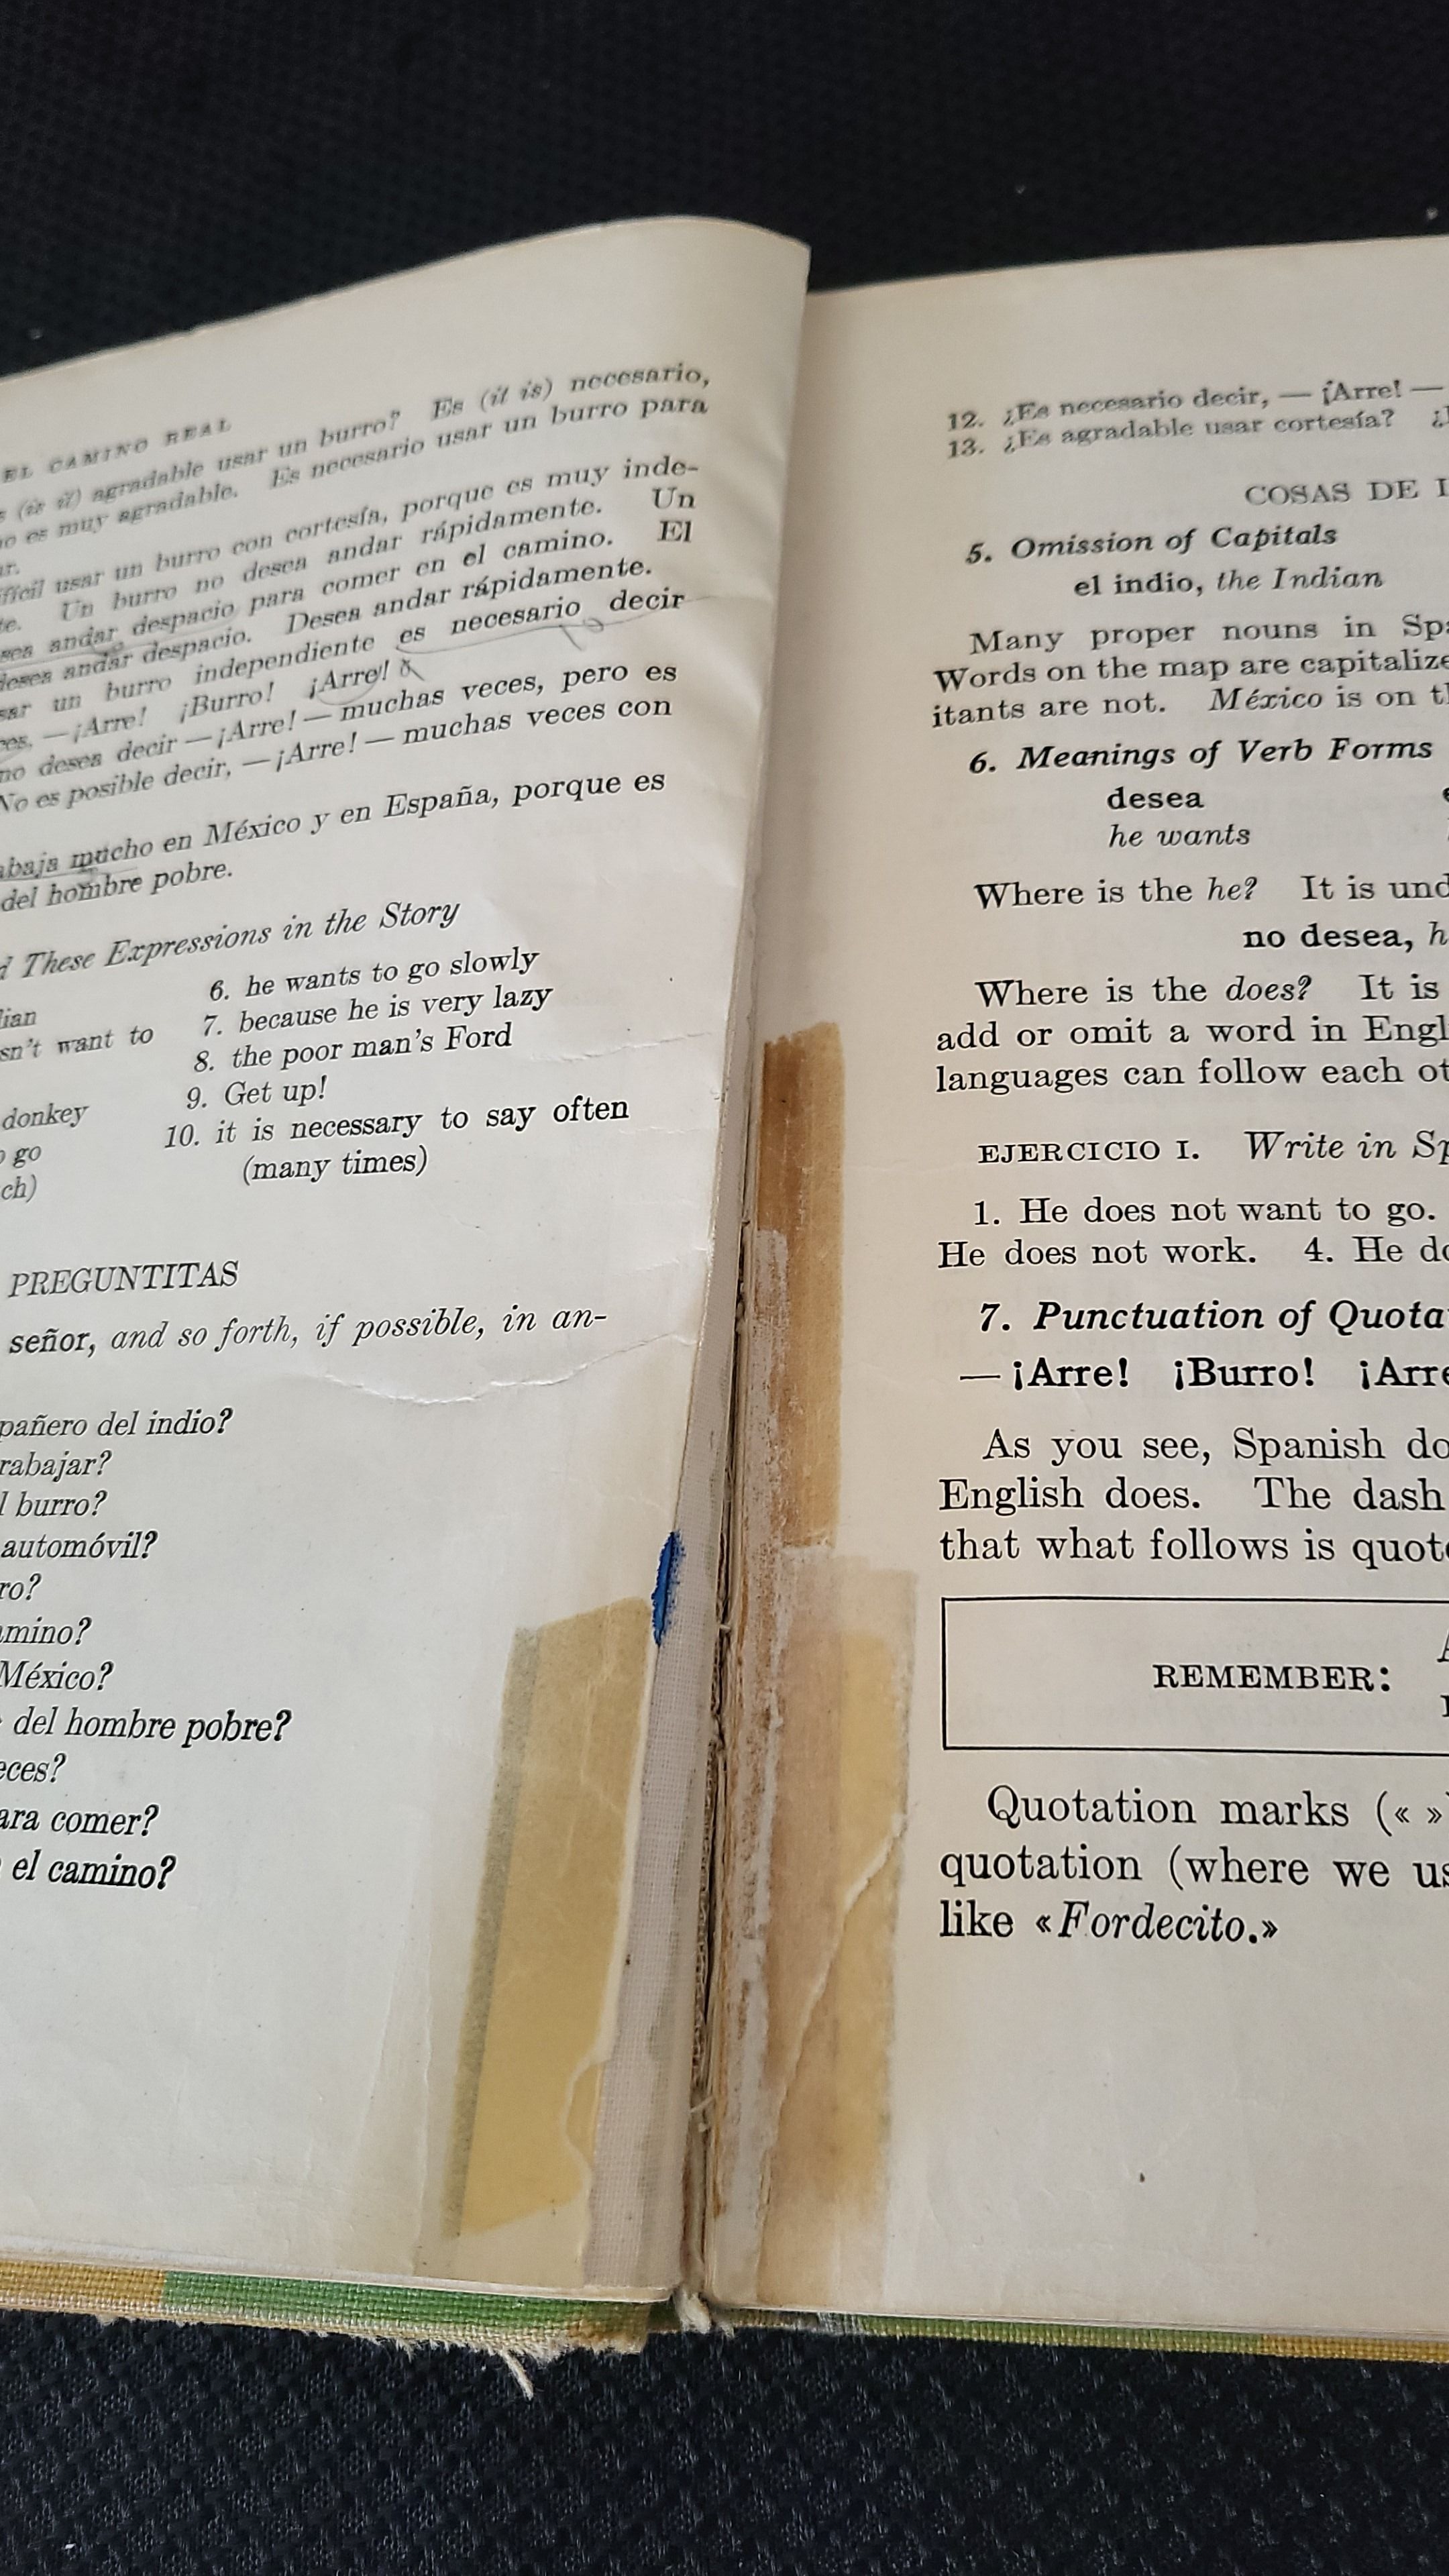 EL CAMINO REAL
(is it) agradable usar un burro? Es (it is) necesario,
no es muy agradable. Es necesario usar un burro para
usar un burro con cortesía, porque es muy inde-
Un burro no desea andar rápidamente. Un
andar despacio para comer en el camino. El
desea andar despacio. Desea andar rápidamente.
un burro independiente es necesario decir
—¡Arre! ¡Burro! ¡Arre!
no desea decir —¡Arre! — muchas veces, pero es
No es posible decir, —¡Arre! — muchas veces con
mucho en México y en España, porque es
del hombre pobre.
These Expressions in the Story
6. he wants to go slowly
want to 7. because he is very lazy
8. the poor man's Ford
donkey 9. Get up!
go 10. it is necessary to say often
(many times)
PREGUNTITAS
señor, and so forth, if possible, in an-
del indio?
burro?
automóvil?
México?
del hombre pobre?
comer?
el camino?
12. ¿Es necesario decir, — ¡Arre! —
13. ¿Es agradable usar cortesía?
COSAS DE
5. Omission of Capitals
el indio, the Indian
Many proper nouns in
Words on the map are
itants are not. México is on
6. Meanings of Verb Forms
desea
he wants
Where is the he? It is
no desea,
Where is the does? It is
add or omit a word in
languages can follow each
EJERCICIO I. Write in
1. He does not want to go.
He does not work. 4. He
7. Punctuation of
— ¡Arre! ¡Burro!
As you see, Spanish
English does. The dash
that what follows is
REMEMBER:
Quotation marks (« »)
quotation (where we
like «Fordecito.»